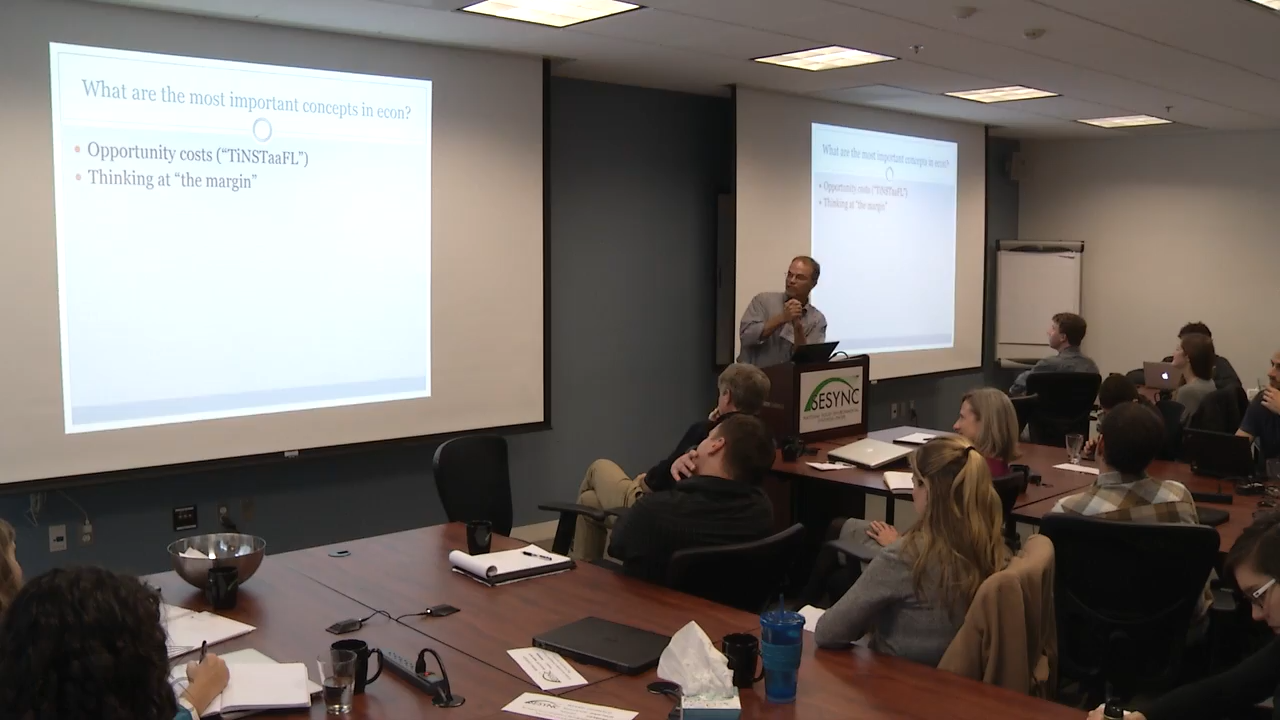 What are the most important concepts in econ?
Opportunity costs ("TiNSTaaFL")
Thinking at "the margin"
What are the most important concepts in econ?
Opportunity costs ("TiNSTaaFL")
Thinking at "the margin"
SESYNC